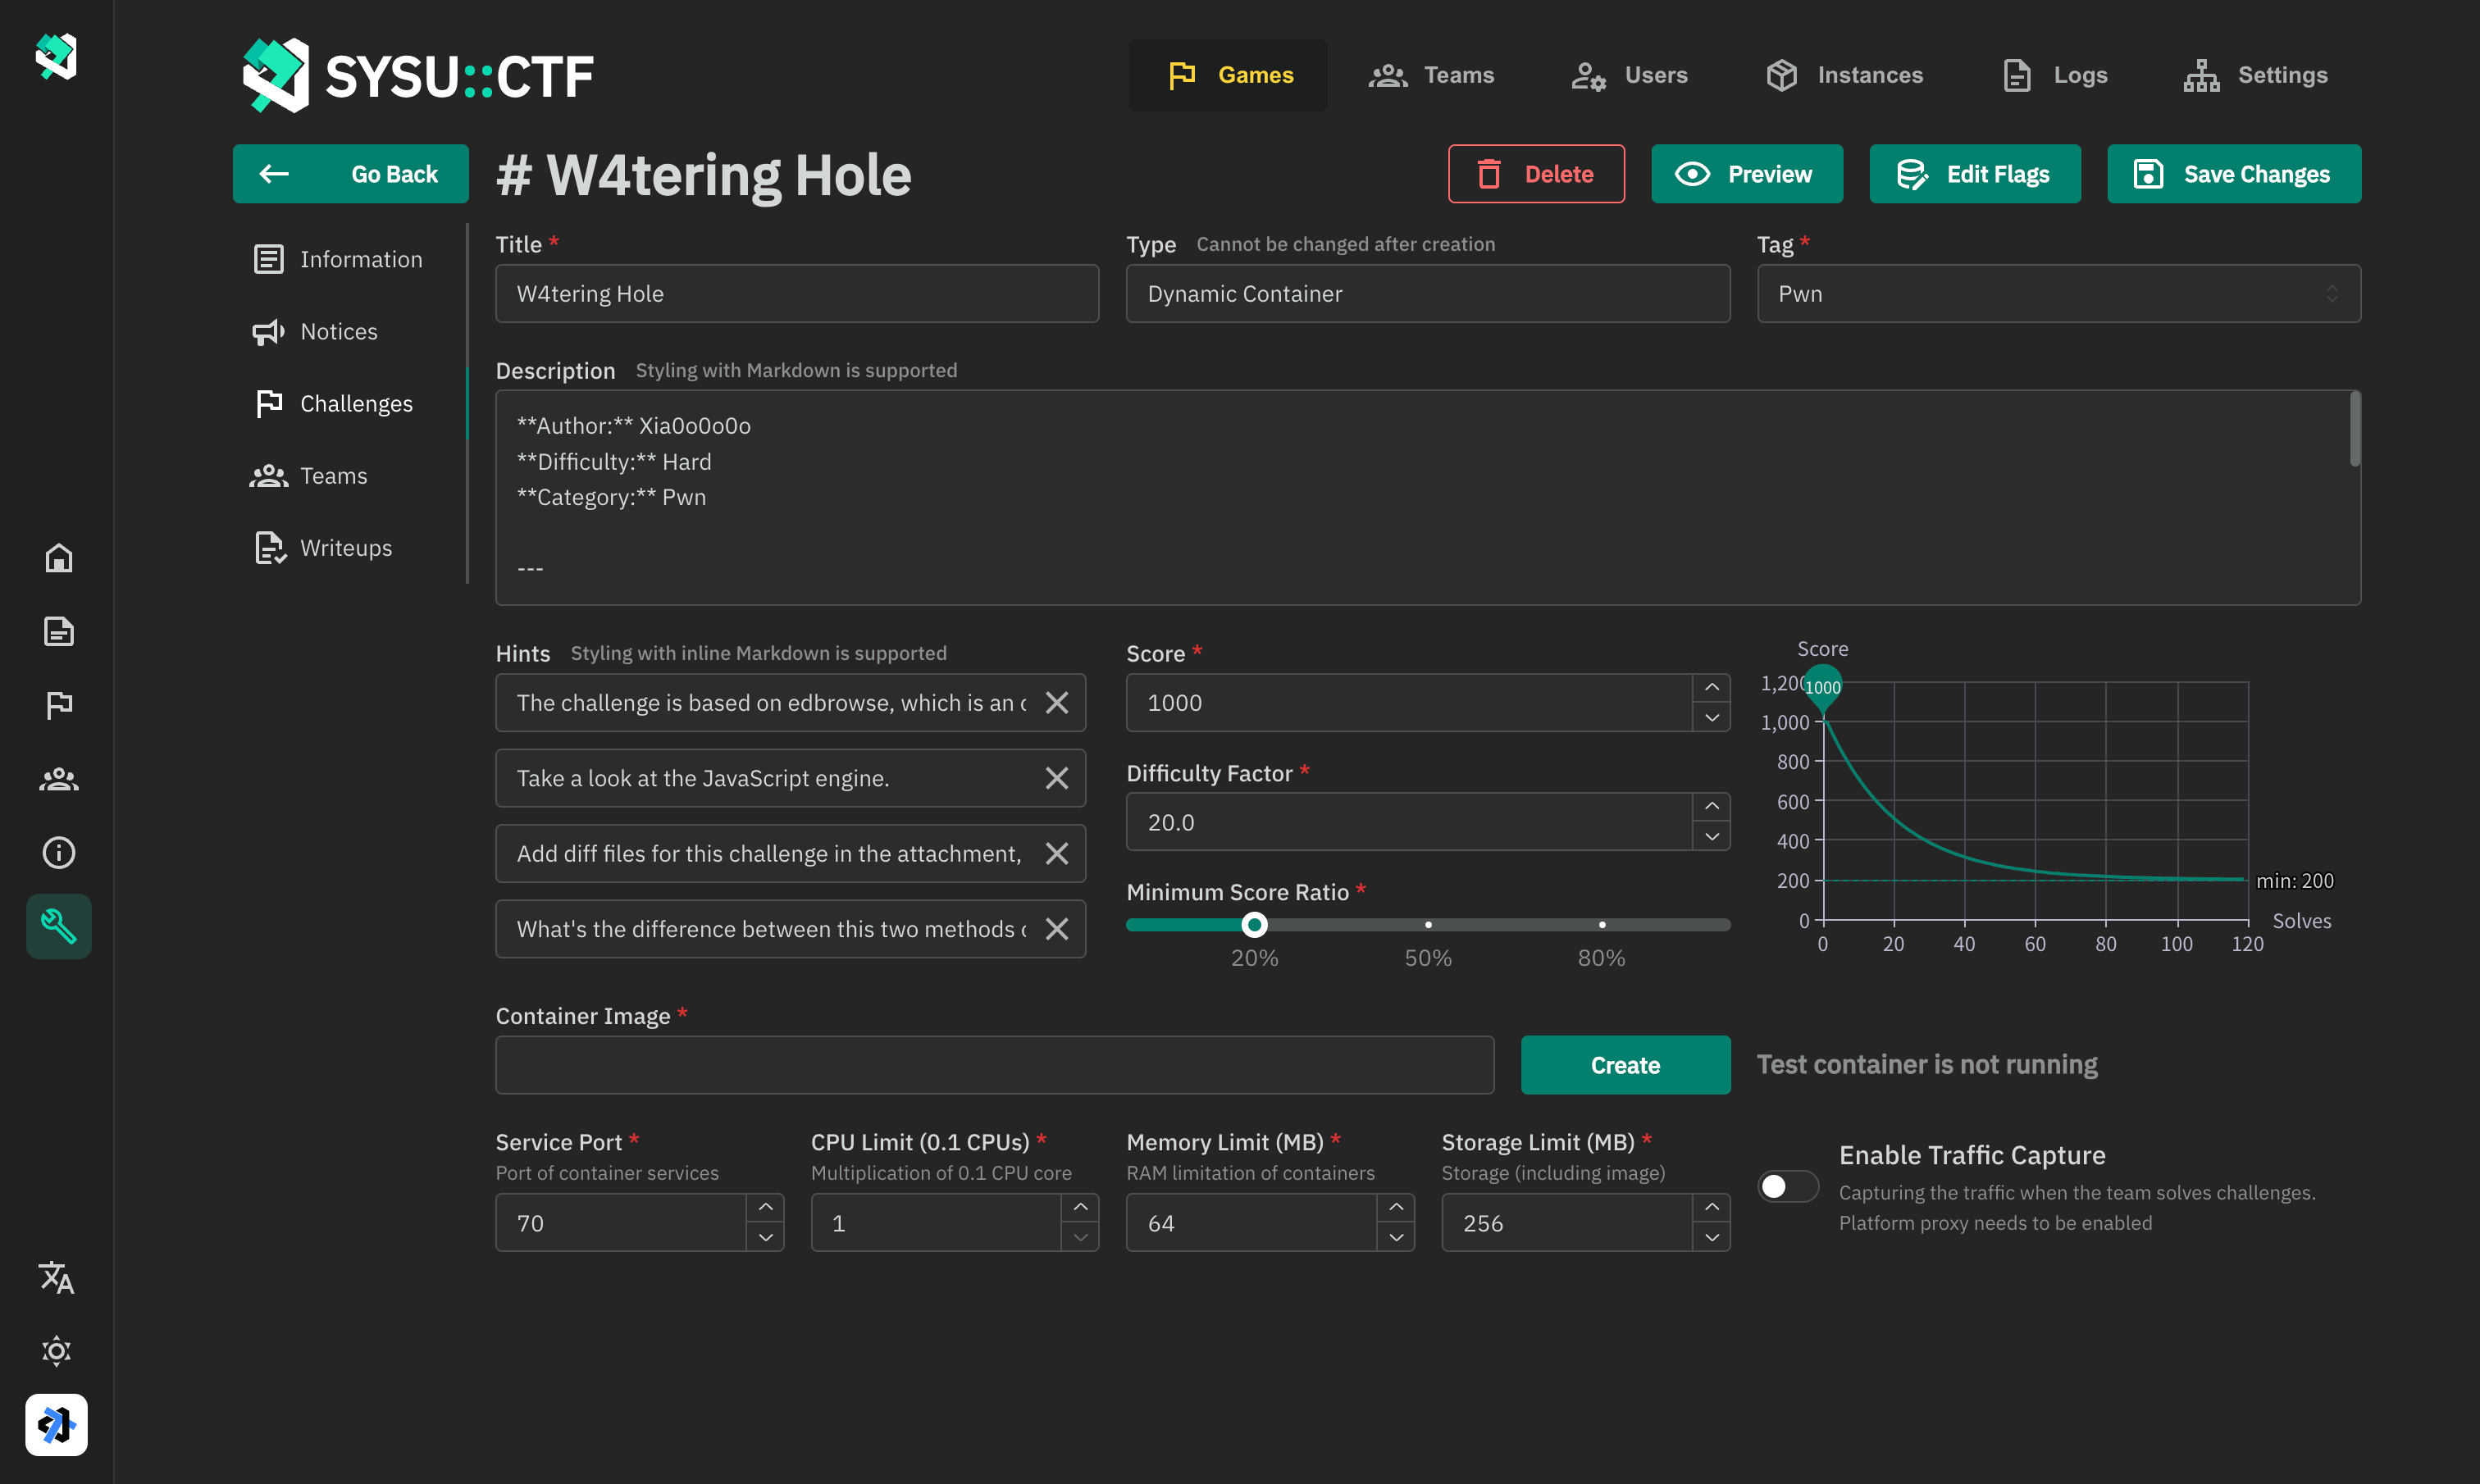 SYSU::CTF
Games
Teams
Users
Instances
Logs
Settings
Go Back
# W4tering Hole
Delete
Preview
Edit Flags
Save Changes
Information
Notices
Challenges
Teams
Writeups
Title *
W4tering Hole
Type Cannot be changed after creation
Dynamic Container
Tag *
Pwn
Description Styling with Markdown is supported
**Author:** Xia0o0o0o
**Difficulty:** Hard
**Category:** Pwn
---
Hints Styling with inline Markdown is supported
The challenge is based on edbrowse, which is an
Take a look at the JavaScript engine.
Add diff files for this challenge in the attachment,
What's the difference between this two methods
Score *
1000
Difficulty Factor *
20.0
Minimum Score Ratio *
20% 50% 80%
Score
1,200
1000
1,000
800
600
400
200
0
min: 200
Solves
0 20 40 60 80 100 120
Container Image *
Create
Test container is not running
Service Port *
Port of container services
70
CPU Limit (0.1 CPUs) *
Multiplication of 0.1 CPU core
1
Memory Limit (MB) *
RAM limitation of containers
64
Storage Limit (MB) *
Storage (including image)
256
Enable Traffic Capture
Capturing the traffic when the team solves challenges.
Platform proxy needs to be enabled